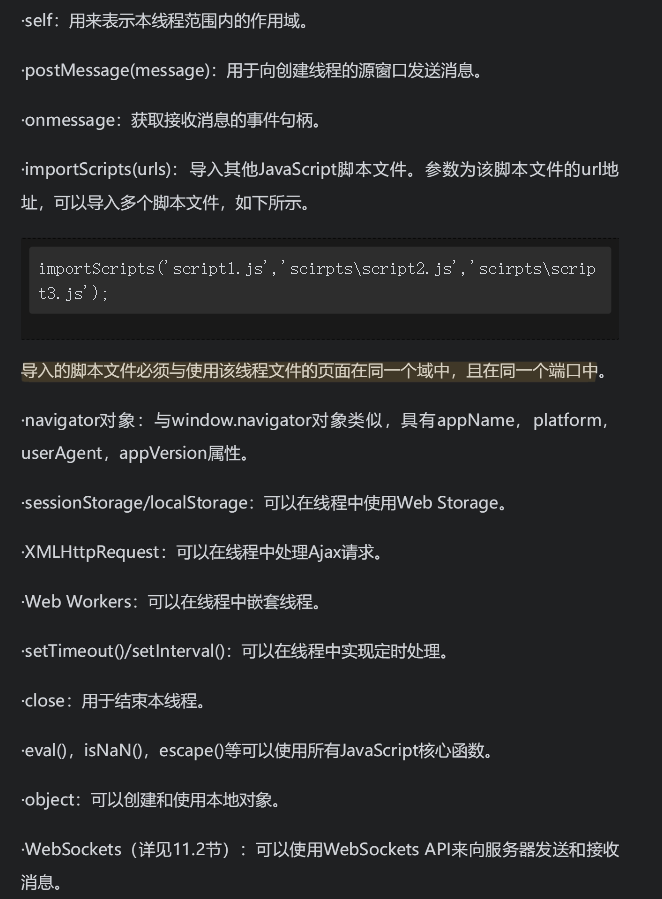 ·self：用来表示本线程范围内的作用域。
·postMessage(message)：用于向创建线程的源窗口发送消息。
·onmessage：获取接收消息的事件句柄。
·importScripts(urls)：导入其他JavaScript脚本文件。参数为该脚本文件的url地
址，可以导入多个脚本文件，如下所示。
importScripts('script1.js','scirpts\script2.js','scirpts\scrip
t3.js');
导入的脚本文件必须与使用该线程文件的页面在同一个域中，且在同一个端口中。
·navigator对象：与window.navigator对象类似，具有appName，platform，
userAgent，appVersion属性。
·sessionStorage/localStorage：可以在线程中使用Web Storage。
·XMLHttpRequest：可以在线程中处理Ajax请求。
·Web Workers：可以在线程中嵌套线程。
·setTimeout()/setInterval()：可以在线程中实现定时处理。
·close：用于结束本线程。
·eval()，isNaN()，escape()等可以使用所有JavaScript核心函数。
·object：可以创建和使用本地对象。
·WebSockets（详见11.2节）：可以使用WebSockets API来向服务器发送和接收
消息。